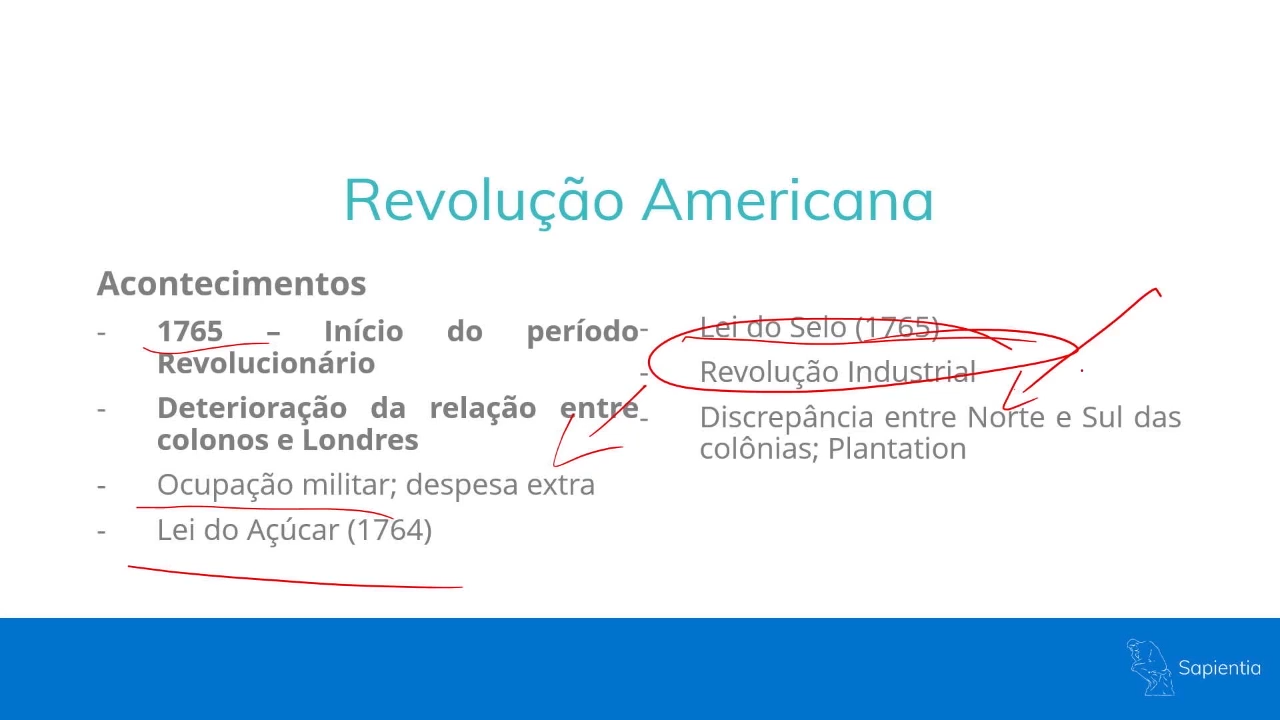 Revolução Americana
Acontecimentos
- 1765 – Início do período
Revolucionário
- Deterioração da relação entre
colonos e Londres
- Ocupação militar; despesa extra
- Lei do Açúcar (1764)
- Lei do Selo (1765)
- Revolução Industrial
- Discrepância entre Norte e Sul das
colônias; Plantation
Sapientia